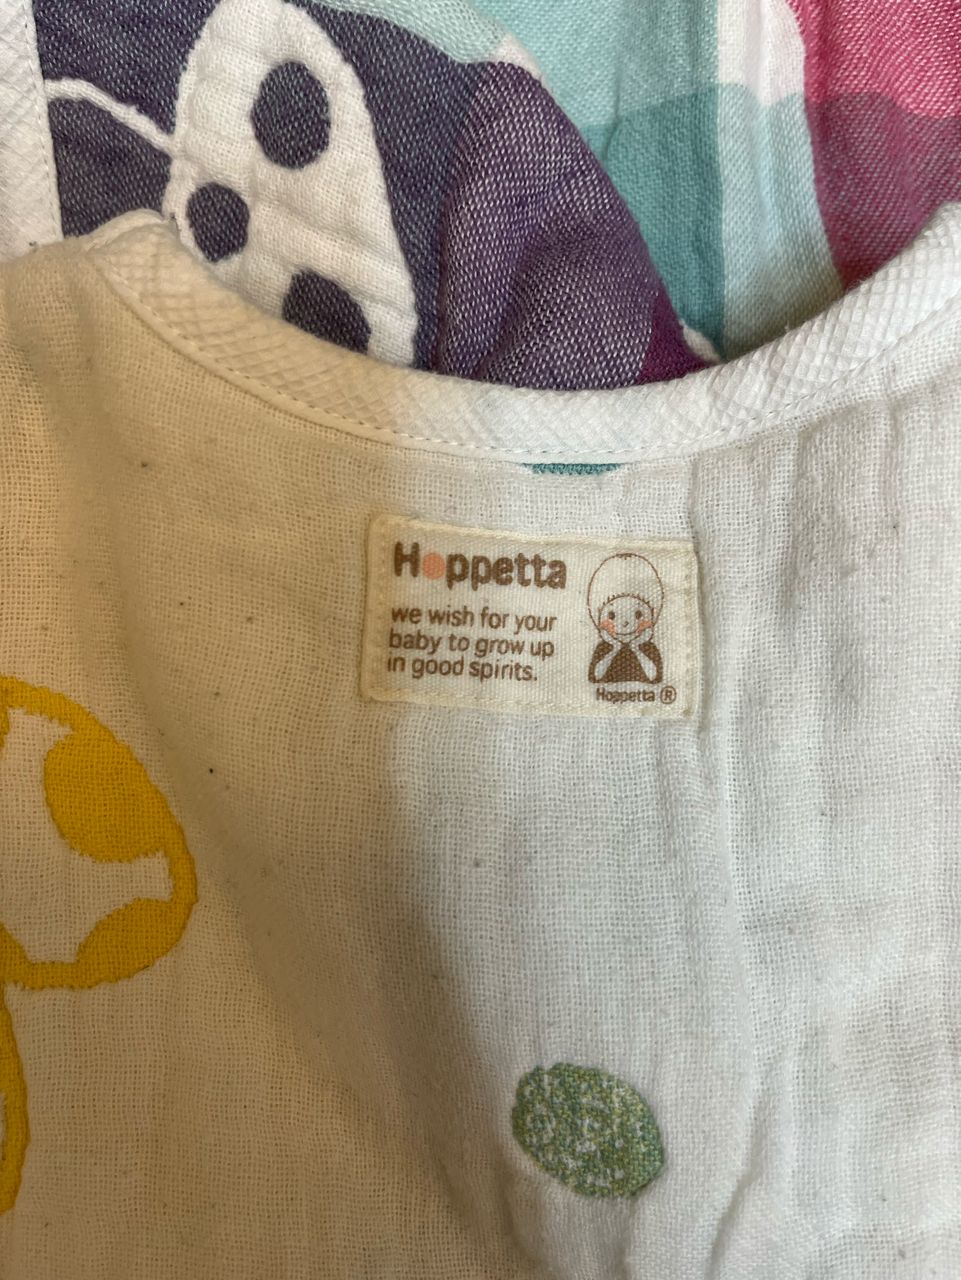 Hoppetta
we wish for your
baby to grow up
in good spirits.
Hoppetta ®